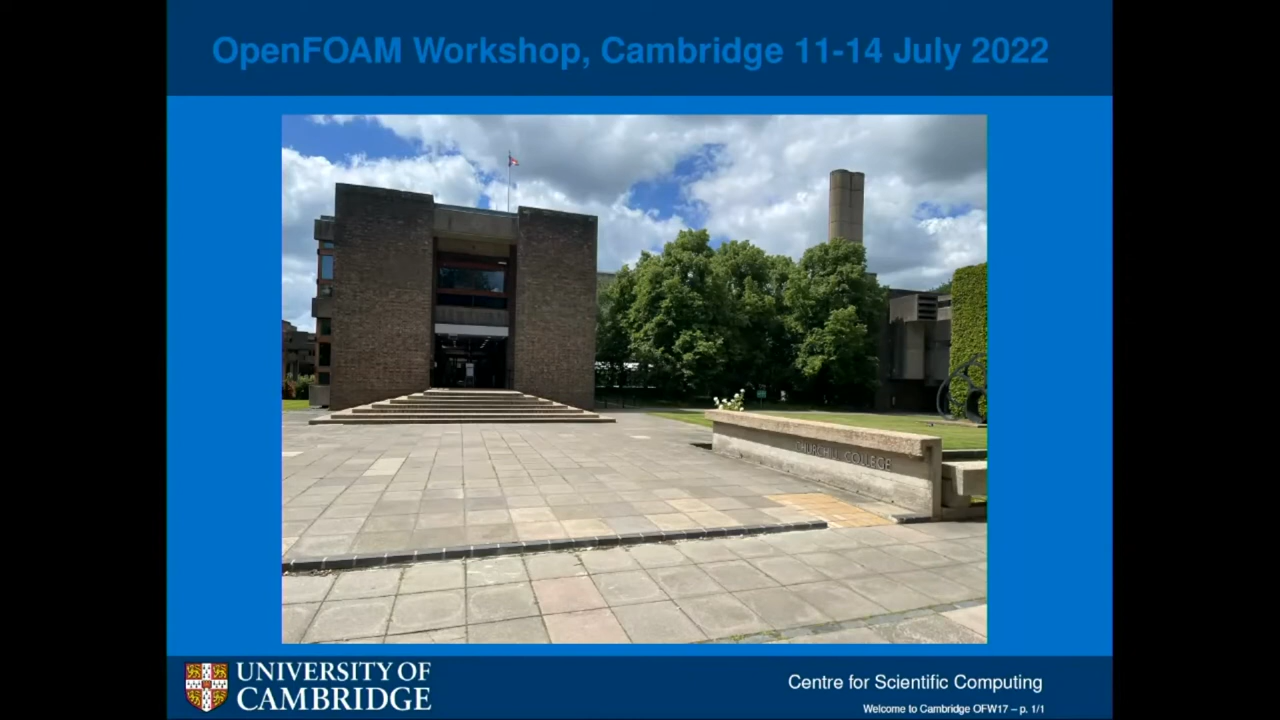 OpenFOAM Workshop, Cambridge 11-14 July 2022
CHURCHILL COLLEGE
UNIVERSITY OF
CAMBRIDGE
Centre for Scientific Computing
Welcome to Cambridge OFW17 – p. 1/1